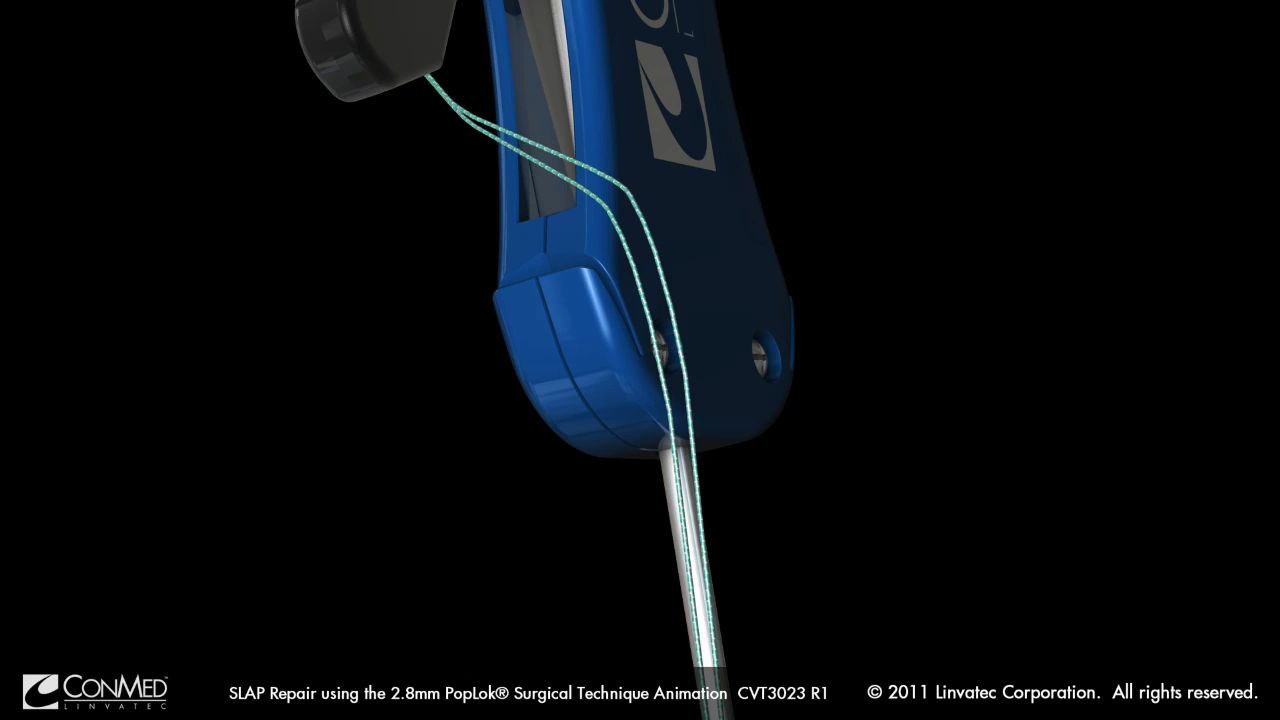 CONMED™
LINVATEC
SLAP Repair using the 2.8mm PopLok® Surgical Technique Animation CVT3023 R1
© 2011 Linvatec Corporation. All rights reserved.